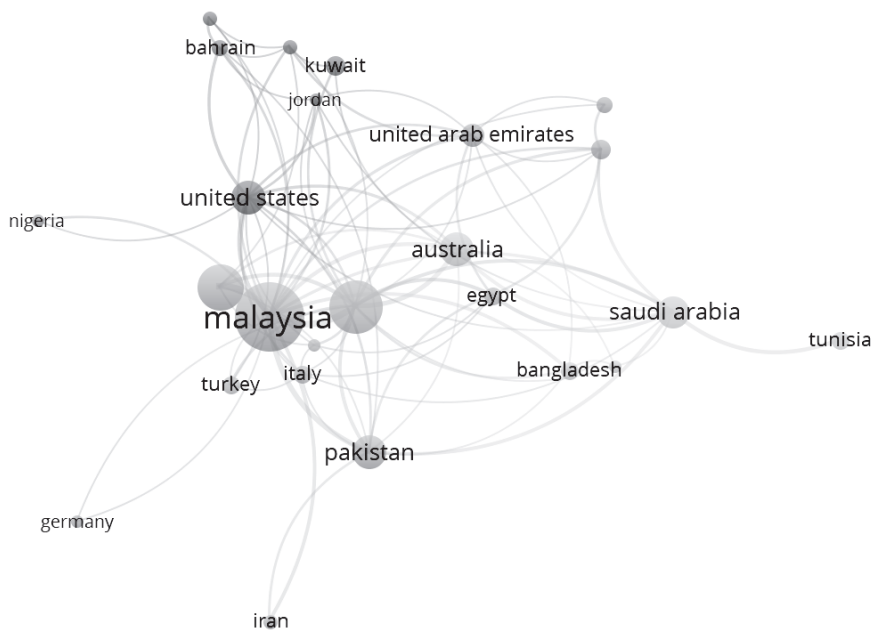 bahrain
kuwait
jordan
united arab emirates
united states
nigeria
australia
egypt
malaysia
saudi arabia
tunisia
bangladesh
italy
turkey
pakistan
germany
iran